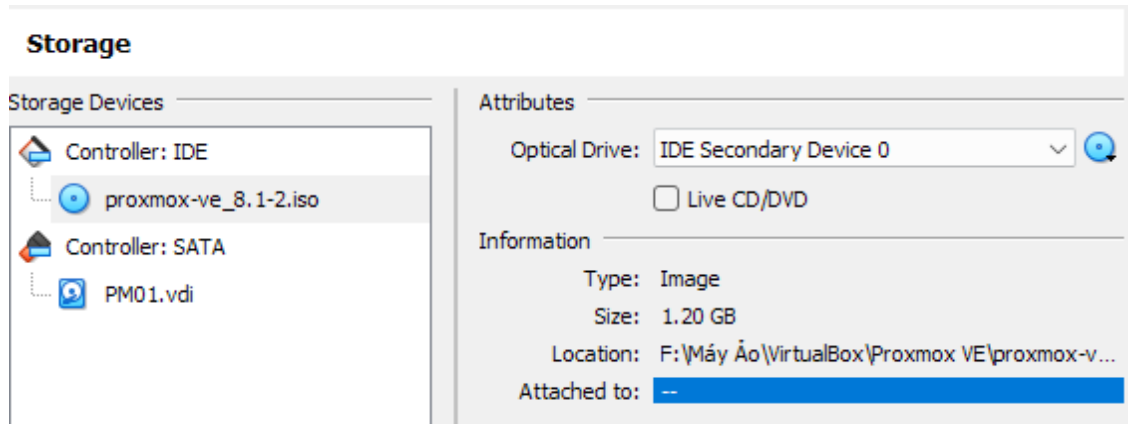 Storage
Storage Devices
Controller: IDE
proxmox-ve_8.1-2.iso
Controller: SATA
PM01.vdi
Attributes
Optical Drive: IDE Secondary Device 0
Live CD/DVD
Information
Type: Image
Size: 1.20 GB
Location: F:\Máy Ảo\VirtualBox\Proxmox VE\proxmox-v...
Attached to: --